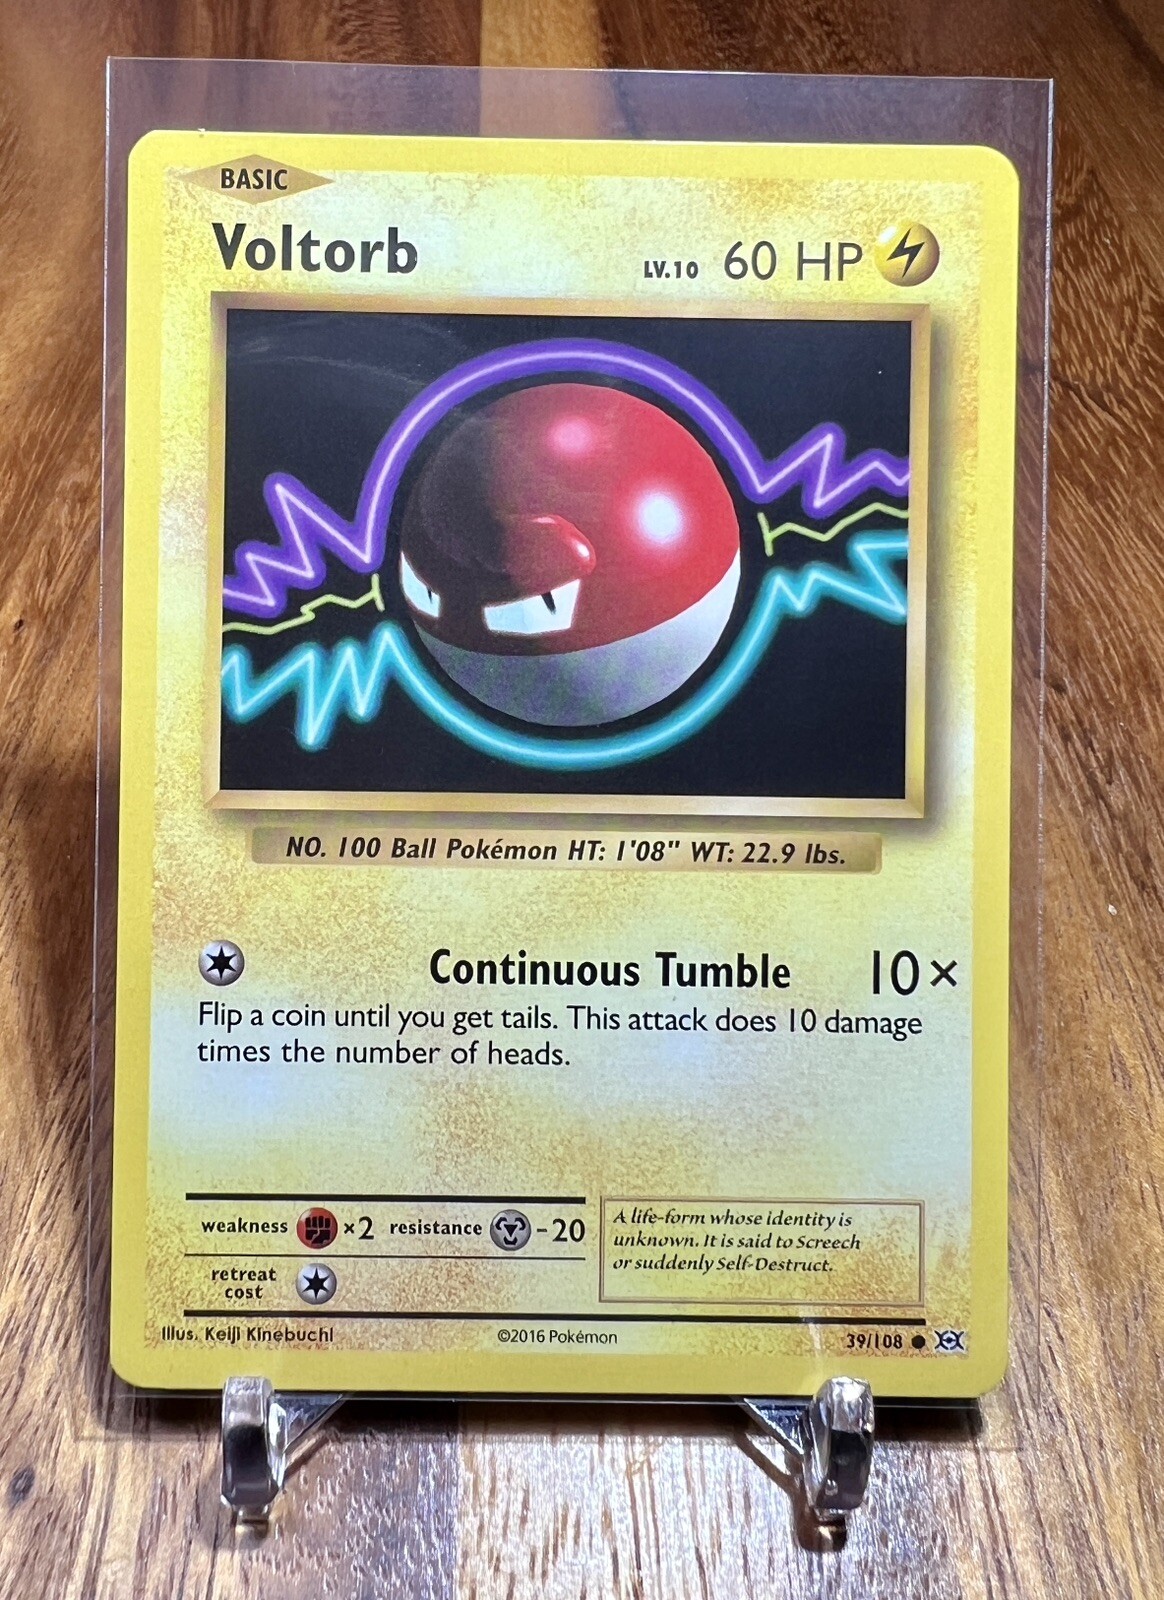 BASIC
Voltorb LV.10 60 HP
NO. 100 Ball Pokémon HT: 1'08" WT: 22.9 lbs.
Continuous Tumble 10×
Flip a coin until you get tails. This attack does 10 damage
times the number of heads.
weakness ×2 resistance -20
retreat
cost
A life-form whose identity is
unknown. It is said to Screech
or suddenly Self-Destruct.
Illus. Keiji Kinebuchi ©2016 Pokémon 39/108